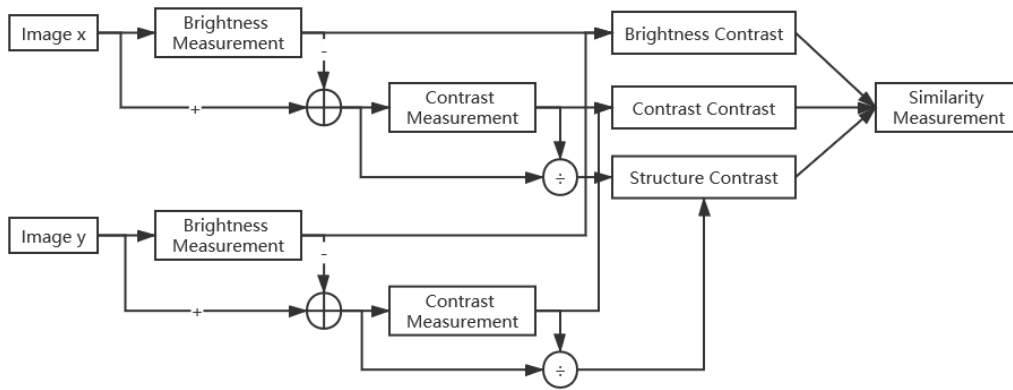 Image x
Brightness
Measurement
-
+
Contrast
Measurement
÷
Brightness Contrast
Contrast Contrast
Structure Contrast
Similarity
Measurement
Image y
Brightness
Measurement
-
+
Contrast
Measurement
÷